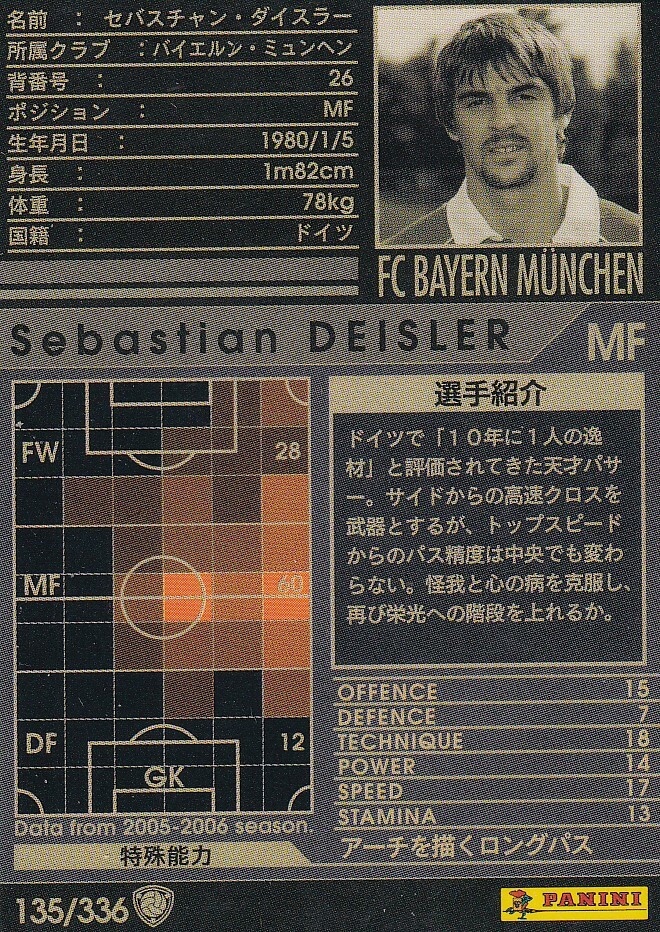 名前 : セバスチャン・ダイスラー
所属クラブ : バイエルン・ミュンヘン
背番号 : 26
ポジション : MF
生年月日 : 1980/1/5
身長 : 1m82cm
体重 : 78kg
国籍 : ドイツ
FC BAYERN MÜNCHEN
Sebastian DEISLER MF
FW 28
MF 60
DF 12
GK
Data from 2005-2006 season.
選手紹介
ドイツで「10年に1人の逸
材」と評価されてきた天才パサ
ー。サイドからの高速クロスを
武器とするが、トップスピード
からのパス精度は中央でも変わ
らない。怪我と心の病を克服し、
再び栄光への階段を上れるか。
OFFENCE 15
DEFENCE 7
TECHNIQUE 18
POWER 14
SPEED 17
STAMINA 13
特殊能力 アーチを描くロングパス
135/336
PANINI